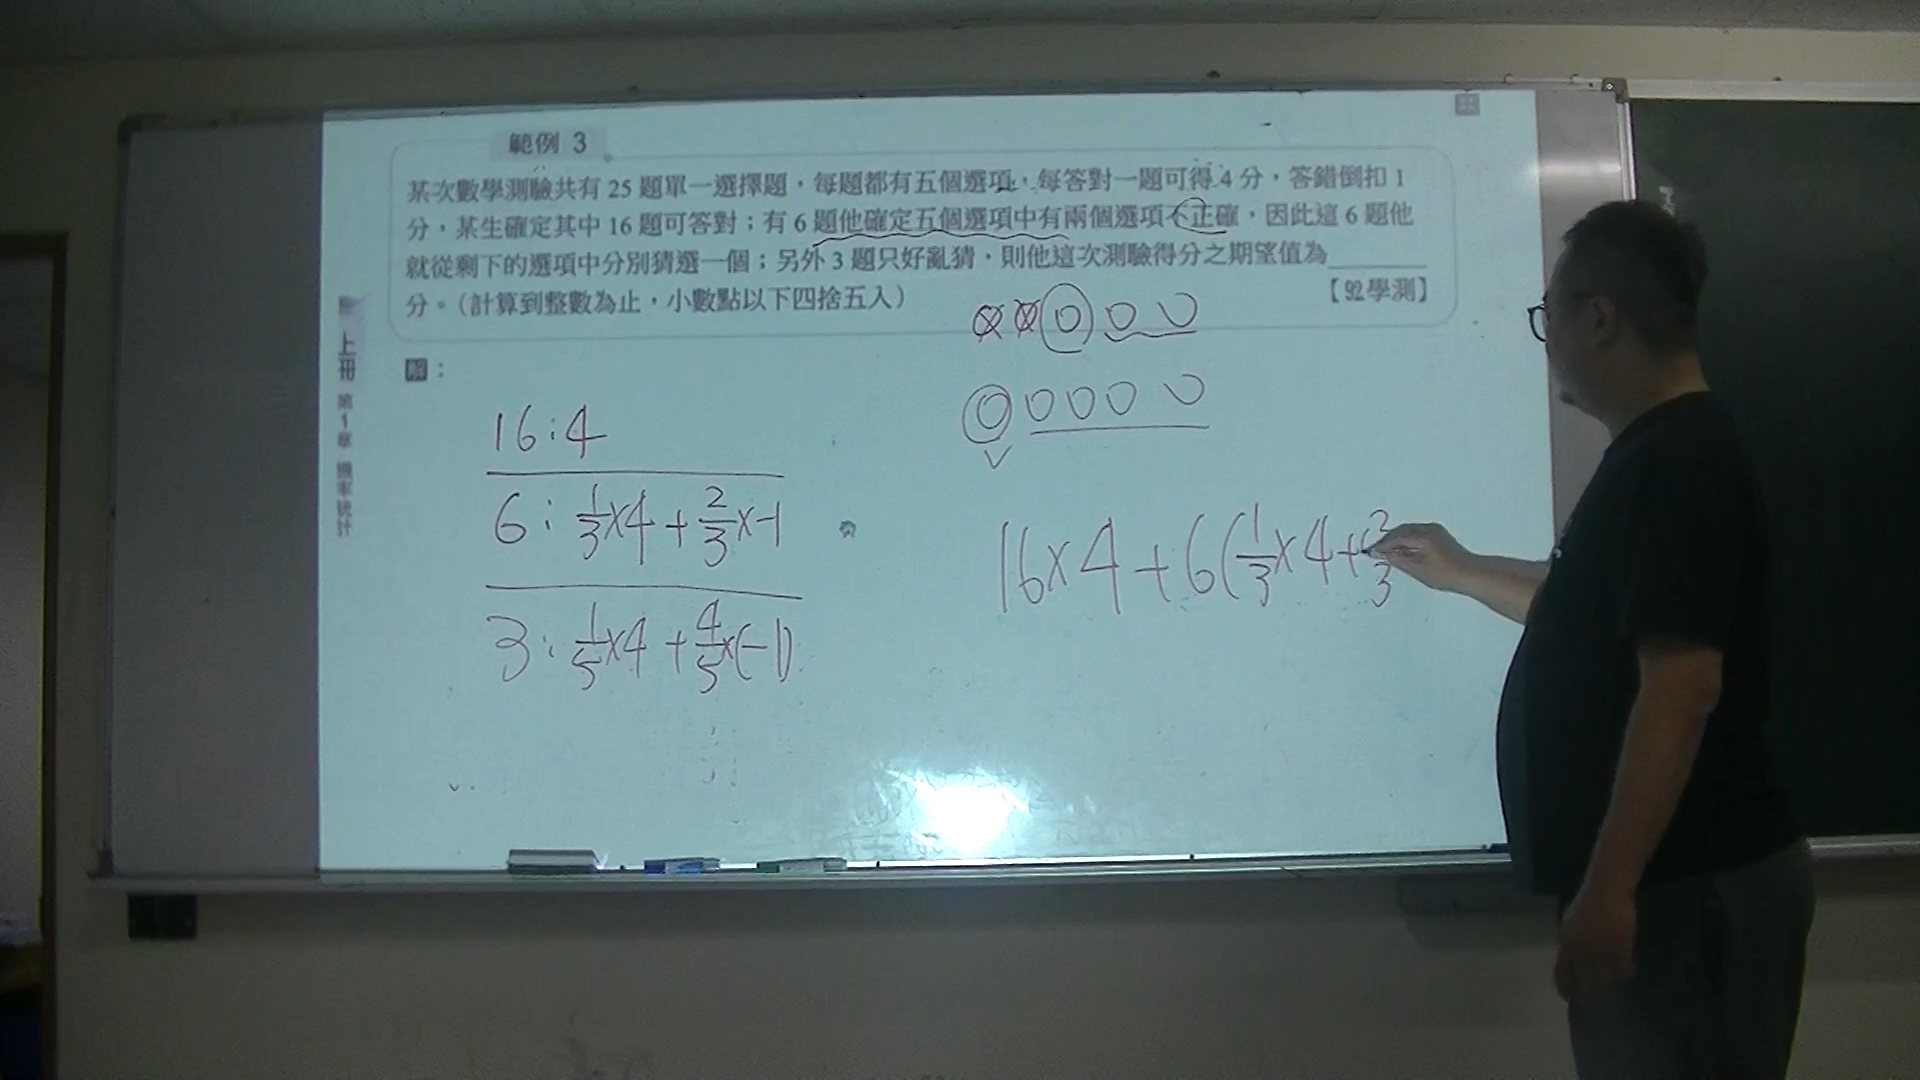 範例 3
某次數學測驗共有 25 題單一選擇題，每題都有五個選項，每答對一題可得 4 分，答錯倒扣 1
分，某生確定其中 16 題可答對；有 6 題他確定五個選項中有兩個選項不正確，因此這 6 題他
就從剩下的選項中分別猜選一個；另外 3 題只好亂猜，則他這次測驗得分之期望值為______
分。（計算到整數為止，小數點以下四捨五入）
【92學測】
解：
上冊 第1章 機率統計
16:4
6: 1/3×4+2/3×-1
3: 1/5×4+4/5×(-1)
16×4+6(1/3×4+2/3